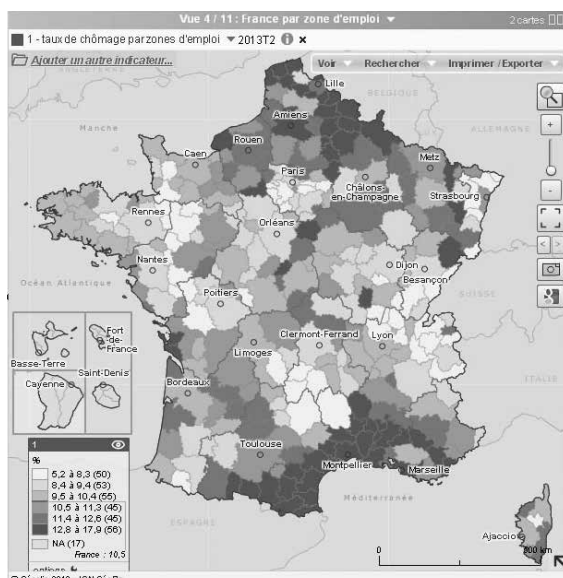 Vue 4 / 11 : France par zone d'emploi
2 cartes
1 - taux de chômage par zones d'emploi 2013T2
Ajouter un autre indicateur...
Voir Rechercher Imprimer /Exporter
ANGLETERRE
BELGIQUE
ALLEMAGNE
Manche
Lille
Amiens
Rouen
Caen
Metz
Paris
Châlons-
en-Champagne
Strasbourg
Rennes
Orléans
Nantes
Dijon
Besançon
Océan Atlantique
SUISSE
Poitiers
Clermont-Ferrand
Limoges
Lyon
Fort-
de-
France
Basse-Terre
Saint-Denis
Cayenne
ITALIE
Bordeaux
Toulouse
Montpellier
Marseille
Méditerranée
ESPAGNE
Ajaccio
1
%
5,2 à 8,3 (50)
8,4 à 9,4 (53)
9,5 à 10,4 (55)
10,5 à 11,3 (45)
11,4 à 12,6 (45)
12,8 à 17,9 (56)
NA (17)
France : 10,5
options
0
300 km